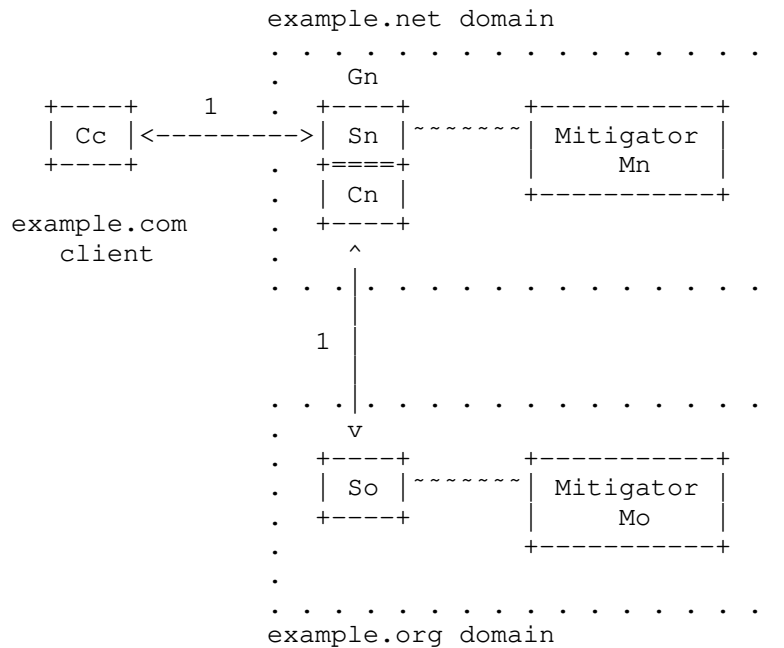 example.net domain
. . . . . . . . . . . . . . . .
. Gn
+----+ 1 . +----+ +-----------+
| Cc |<--------->| Sn |~~~~~~~| Mitigator |
+----+ . +====+ | Mn |
. | Cn | +-----------+
example.com . +----+
client . ^
. . .|. . . . . . . . . . . . .
|
1 |
|
. . .|. . . . . . . . . . . . .
. v
. +----+ +-----------+
. | So |~~~~~~~| Mitigator |
. +----+ | Mo |
. +-----------+
.
. . . . . . . . . . . . . . . .
example.org domain